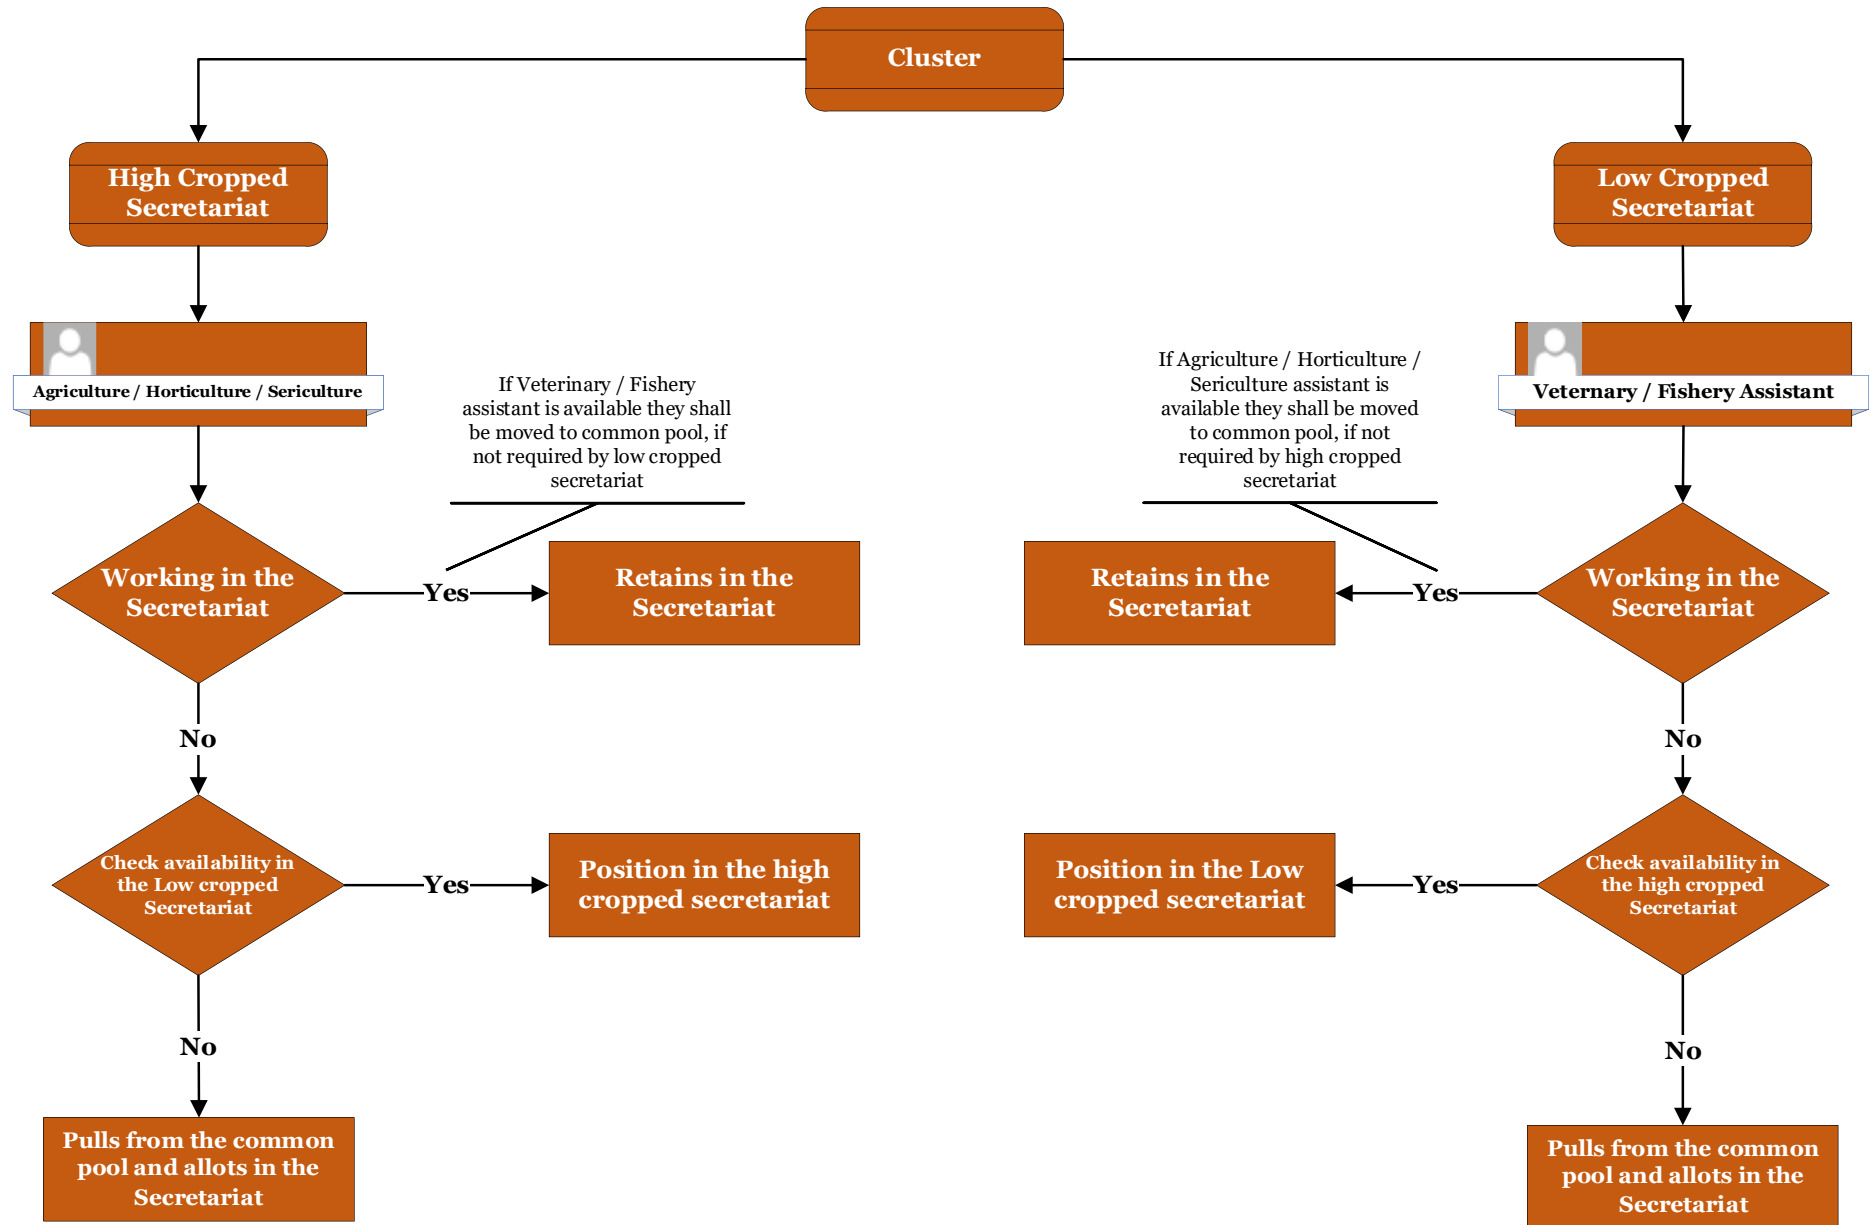 Cluster
High Cropped
Secretariat
Low Cropped
Secretariat
Agriculture / Horticulture / Sericulture
If Veterinary / Fishery
assistant is available they shall
be moved to common pool, if
not required by low cropped
secretariat
If Agriculture / Horticulture /
Sericulture assistant is
available they shall be moved
to common pool, if not
required by high cropped
secretariat
Veternary / Fishery Assistant
Working in the
Secretariat
Yes
Retains in the
Secretariat
Retains in the
Secretariat
Yes
Working in the
Secretariat
No
No
Check availability in
the Low cropped
Secretariat
Yes
Position in the high
cropped secretariat
Position in the Low
cropped secretariat
Yes
Check availability in
the high cropped
Secretariat
No
No
Pulls from the common
pool and allots in the
Secretariat
Pulls from the common
pool and allots in the
Secretariat